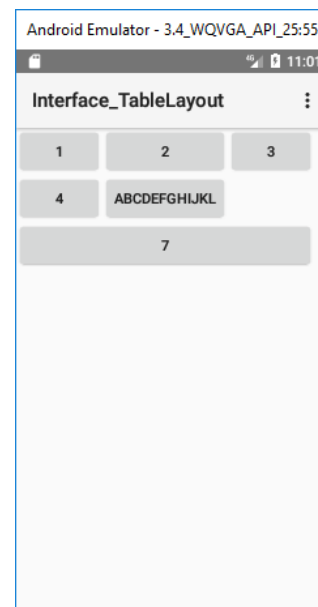 Android Emulator - 3.4_WQVGA_API_25:55
11:01
Interface_TableLayout
1 2 3
4 ABCDEFGHIJKL
7